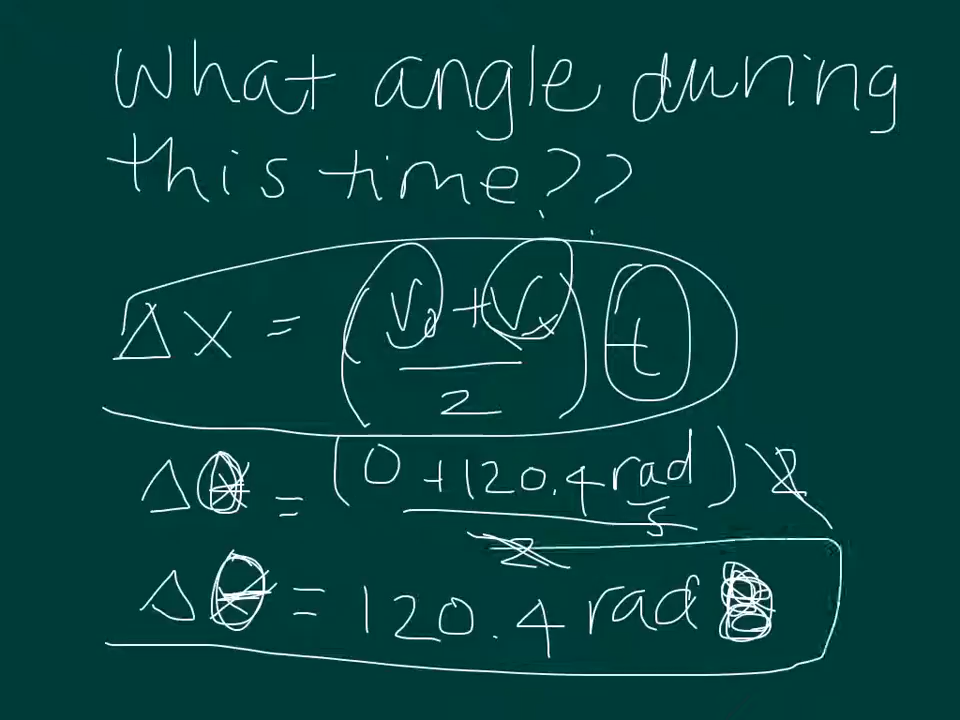 What angle during
this time??
Δx = (v₀ + vₓ / 2) t
Δθ = (0 + 120.4 rad/s / 2) 2
Δθ = 120.4 rad